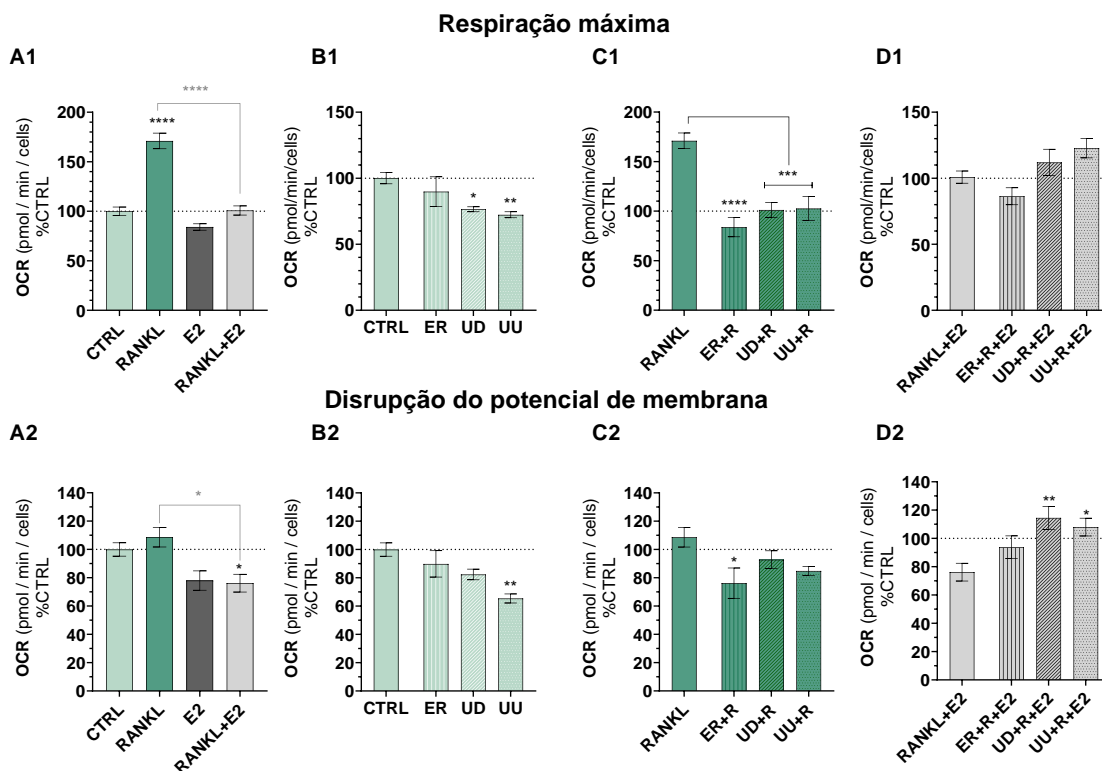 Respiração máxima
A1
B1
C1
D1
OCR (pmol / min / cells)
%CTRL
200
150
100
50
0
****
****
CTRL
RANKL
E2
RANKL+E2
OCR (pmol/min/cells)
%CTRL
150
100
50
0
*
**
CTRL
ER
UD
UU
OCR (pmol/min/cells)
%CTRL
200
150
100
50
0
****
***
RANKL
ER+R
UD+R
UU+R
OCR (pmol/min/cells)
%CTRL
150
100
50
0
RANKL+E2
ER+R+E2
UD+R+E2
UU+R+E2
Disrupção do potencial de membrana
A2
B2
C2
D2
OCR (pmol / min / cells)
%CTRL
140
120
100
80
60
40
20
0
*
*
CTRL
RANKL
E2
RANKL+E2
OCR (pmol / min / cells)
%CTRL
140
120
100
80
60
40
20
0
**
CTRL
ER
UD
UU
OCR (pmol / min / cells)
%CTRL
140
120
100
80
60
40
20
0
*
RANKL
ER+R
UD+R
UU+R
OCR (pmol / min / cells)
%CTRL
140
120
100
80
60
40
20
0
**
*
RANKL+E2
ER+R+E2
UD+R+E2
UU+R+E2